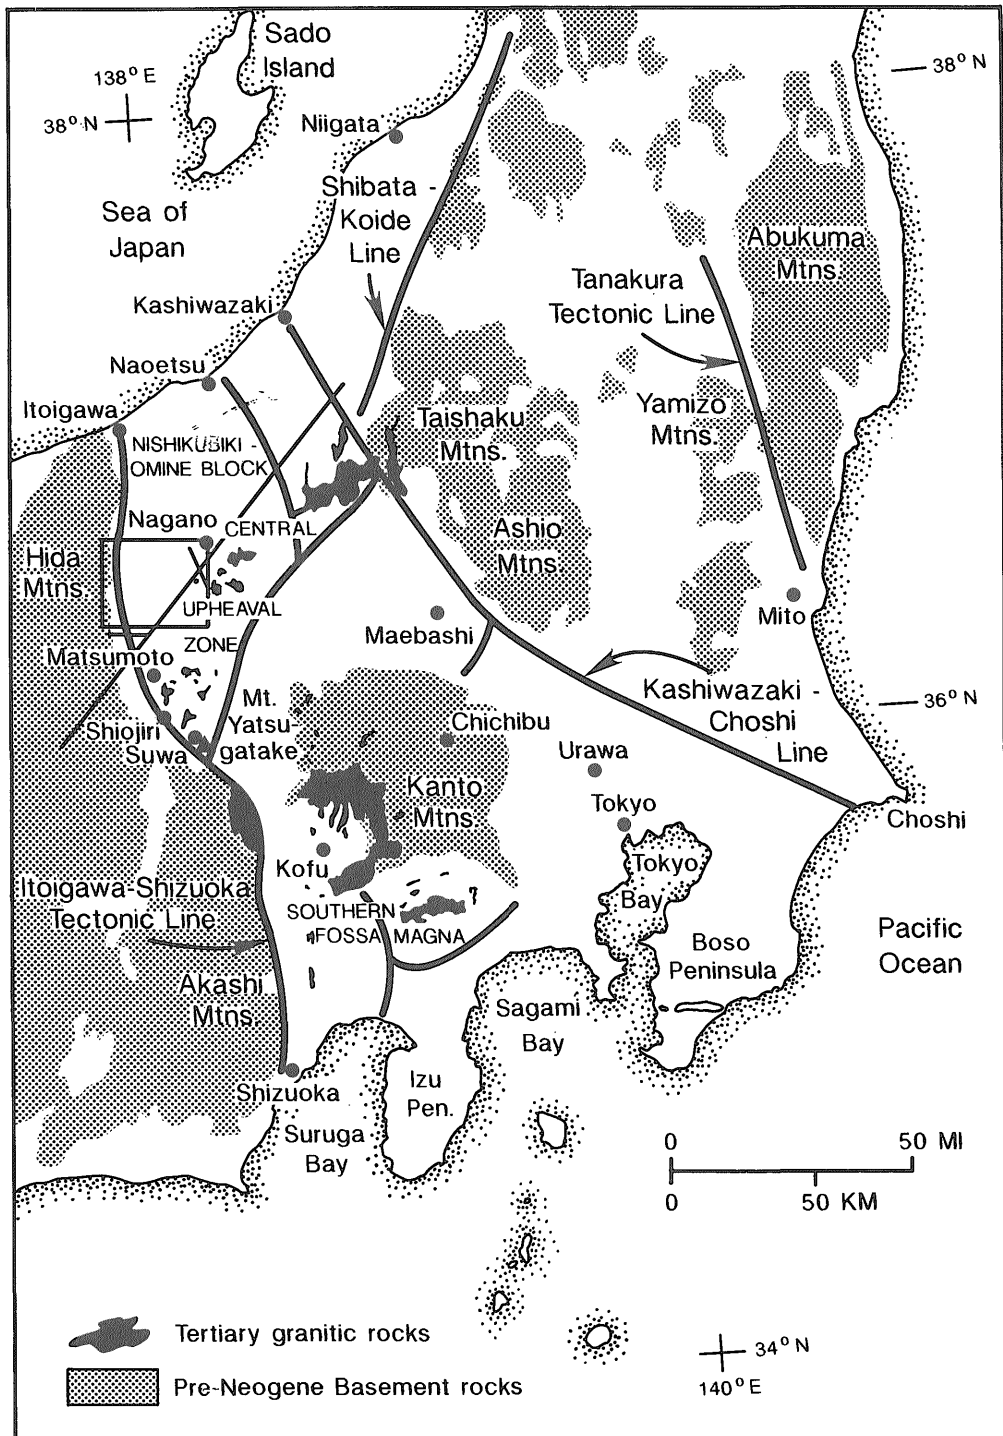 Sado
Island
138° E
38° N
38° N
Niigata
Sea of
Japan
Shibata -
Koide
Line
Abukuma
Mtns.
Tanakura
Tectonic Line
Kashiwazaki
Naoetsu
Itoigawa
NISHIKUBIKI -
OMINE BLOCK
Taishaku
Mtns.
Yamizo
Mtns.
Nagano
CENTRAL
Ashio
Mtns.
Hida
Mtns.
UPHEAVAL
ZONE
Maebashi
Mito
Matsumoto
Kashiwazaki -
Choshi
Line
36° N
Mt.
Yatsu-
gatake
Shiojiri
Suwa
Chichibu
Urawa
Kanto
Mtns.
Tokyo
Choshi
Kofu
Tokyo
Bay
Itoigawa-Shizuoka
Tectonic Line
SOUTHERN
FOSSA MAGNA
Boso
Peninsula
Pacific
Ocean
Akashi
Mtns.
Sagami
Bay
Shizuoka
Izu
Pen.
Suruga
Bay
0 50 MI
0 50 KM
Tertiary granitic rocks
34° N
140° E
Pre-Neogene Basement rocks